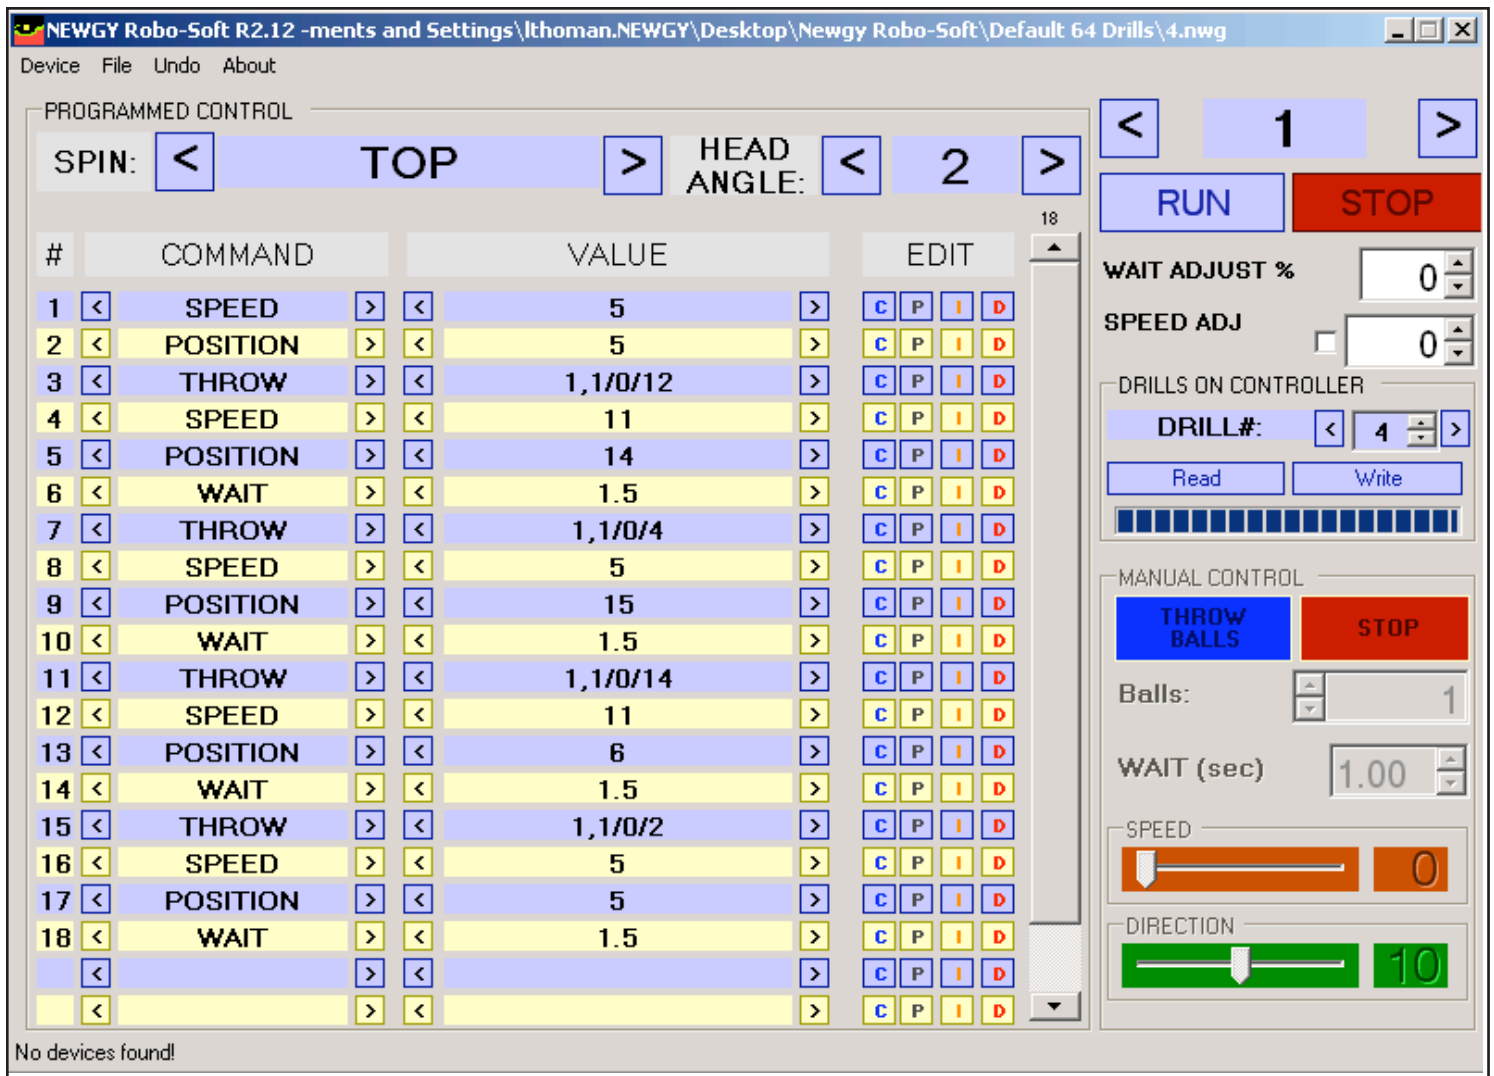 NEWGY Robo-Soft R2.12 -ments and Settings\lthoman.NEWGY\Desktop\Newgy Robo-Soft\Default 64 Drills\4.nwg
Device File Undo About
PROGRAMMED CONTROL
SPIN: < TOP > HEAD ANGLE: < 2 >
18
# COMMAND VALUE EDIT
1 < SPEED > < 5 > C P I D
2 < POSITION > < 5 > C P I D
3 < THROW > < 1,1/0/12 > C P I D
4 < SPEED > < 11 > C P I D
5 < POSITION > < 14 > C P I D
6 < WAIT > < 1.5 > C P I D
7 < THROW > < 1,1/0/4 > C P I D
8 < SPEED > < 5 > C P I D
9 < POSITION > < 15 > C P I D
10 < WAIT > < 1.5 > C P I D
11 < THROW > < 1,1/0/14 > C P I D
12 < SPEED > < 11 > C P I D
13 < POSITION > < 6 > C P I D
14 < WAIT > < 1.5 > C P I D
15 < THROW > < 1,1/0/2 > C P I D
16 < SPEED > < 5 > C P I D
17 < POSITION > < 5 > C P I D
18 < WAIT > < 1.5 > C P I D
< > < > C P I D
< > < > C P I D
< 1 >
RUN STOP
WAIT ADJUST % 0
SPEED ADJ 0
DRILLS ON CONTROLLER
DRILL#: < 4 >
Read Write
MANUAL CONTROL
THROW BALLS STOP
Balls: 1
WAIT (sec) 1.00
SPEED
0
DIRECTION
10
No devices found!